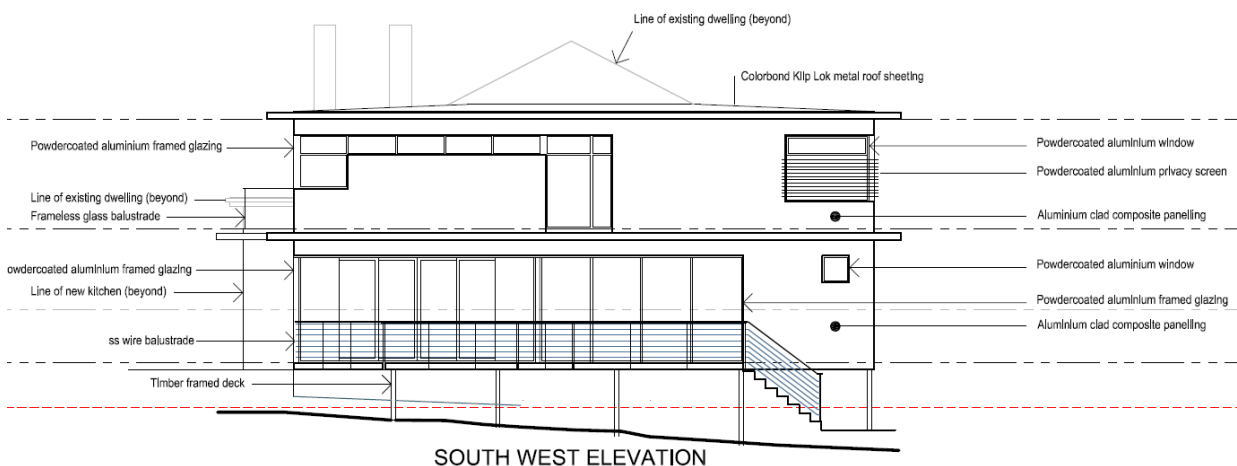 Line of existing dwelling (beyond)
Colorbond Klip Lok metal roof sheeting
Powdercoated aluminium framed glazing
Powdercoated aluminium window
Powdercoated aluminium privacy screen
Line of existing dwelling (beyond)
Frameless glass balustrade
Aluminium clad composite panelling
owdercoated aluminium framed glazing
Powdercoated aluminium window
Line of new kitchen (beyond)
Powdercoated aluminium framed glazing
Aluminium clad composite panelling
ss wire balustrade
Timber framed deck
SOUTH WEST ELEVATION